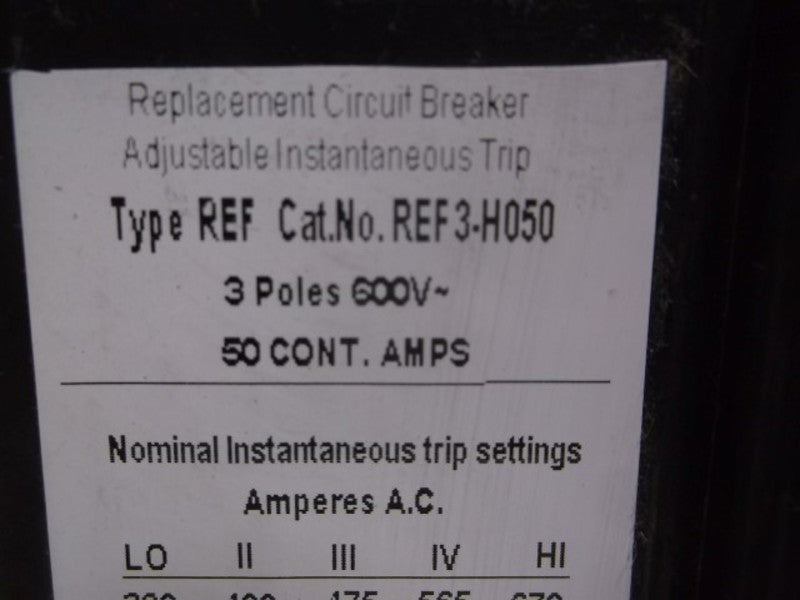 Replacement Circuit Breaker
Adjustable Instantaneous Trip
Type REF Cat.No. REF3-H050
3 Poles 600V~
50 CONT. AMPS
Nominal Instantaneous trip settings
Amperes A.C.
LO II III IV HI